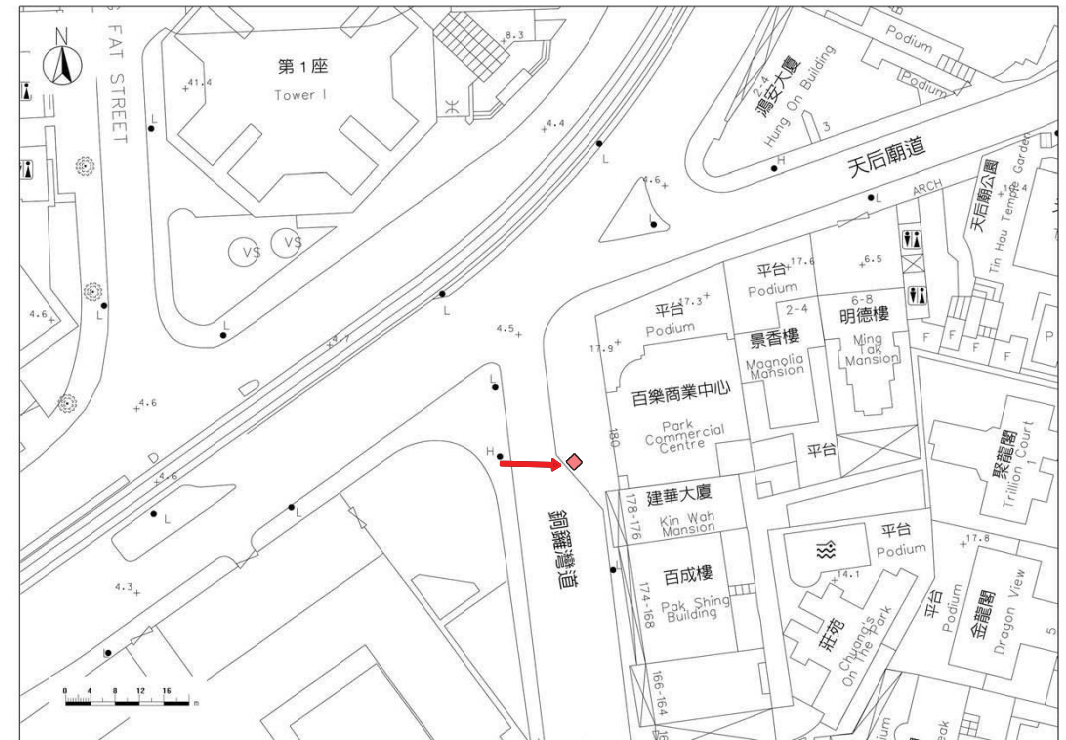 N
FAT STREET
第1座
Tower I
41.4
8.3
4.4
Podium
Podium
2-4
鴻安大廈
Hung On Building
3
H
天后廟道
ARCH
天后廟公園
Tin Hou Temple Garden
4.6
L
L
L
L
VS
VS
4.6
L
L
L
4.7
4.5
平台
17.6
Podium
6.5
平台
17.3
Podium
17.9
2-4
景香樓
Magnolia
Mansion
6-8
明德樓
Ming
Tak
Mansion
F
F
F
F
P
百樂商業中心
Park
Commercial
Centre
180
平台
聚龍閣
Trillion Court
1
4.6
D
D
4.6
L
L
L
H
建華大廈
Kin Wah
Mansion
178-176
銅鑼灣道
平台
Podium
17.8
14.1
百成樓
Pak Shing
Building
174-168
L
莊苑
Chuang's
On The Park
平台
Podium
金龍閣
Dragon View
5
4.3
L
166-164
0 4 8 12 16 m